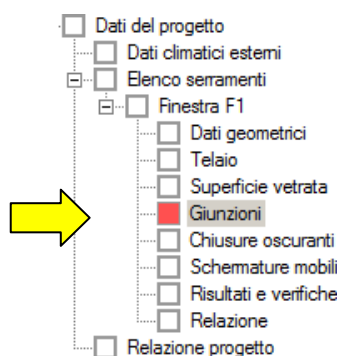 Dati del progetto
Dati climatici esterni
Elenco serramenti
Finestra F1
Dati geometrici
Telaio
Superficie vetrata
Giunzioni
Chiusure oscuranti
Schermature mobili
Risultati e verifiche
Relazione
Relazione progetto